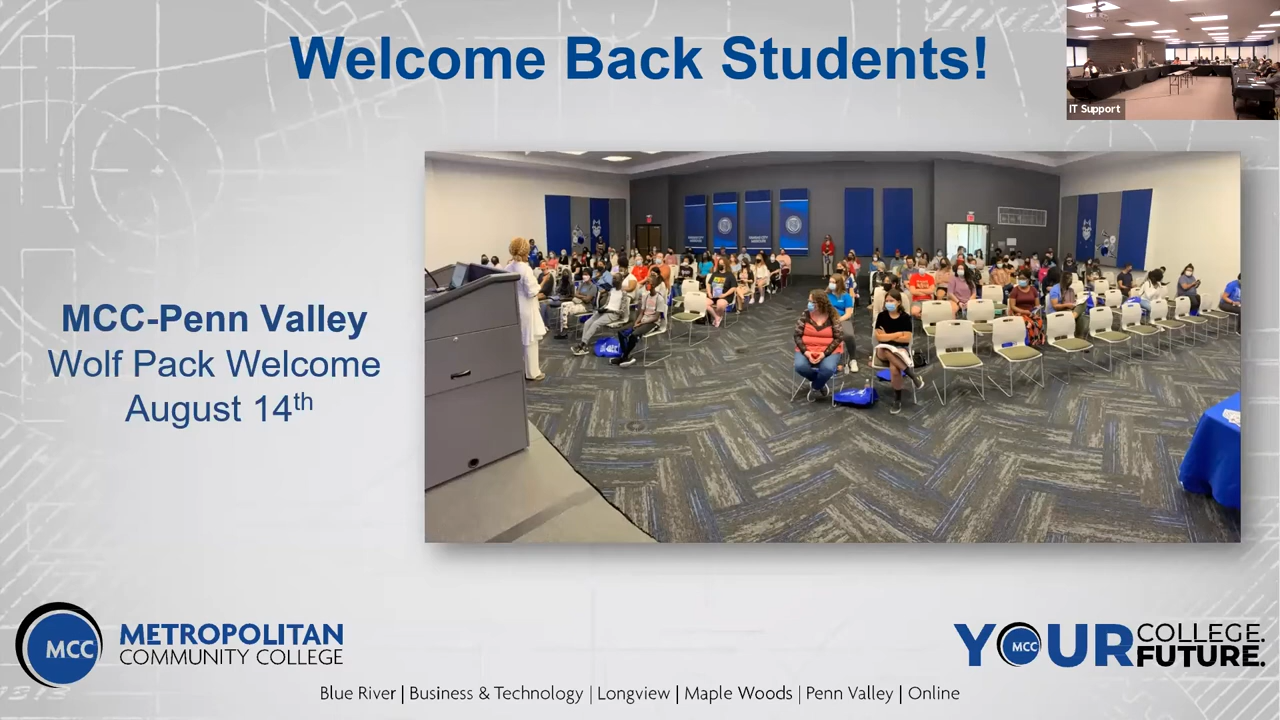 Welcome Back Students!
IT Support
MCC-Penn Valley
Wolf Pack Welcome
August 14th
MCC
METROPOLITAN
COMMUNITY COLLEGE
YOUR COLLEGE.
MCC
FUTURE.
Blue River | Business & Technology | Longview | Maple Woods | Penn Valley | Online